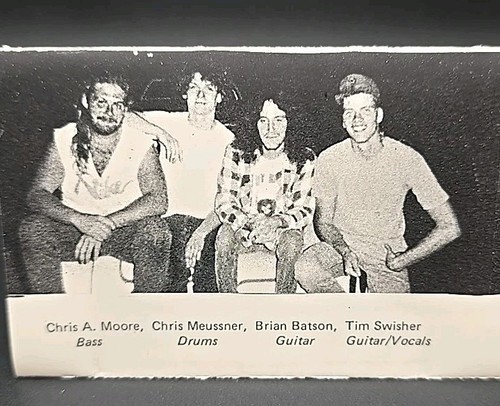 Chris A. Moore, Chris Meussner, Brian Batson, Tim Swisher
Bass Drums Guitar Guitar/Vocals